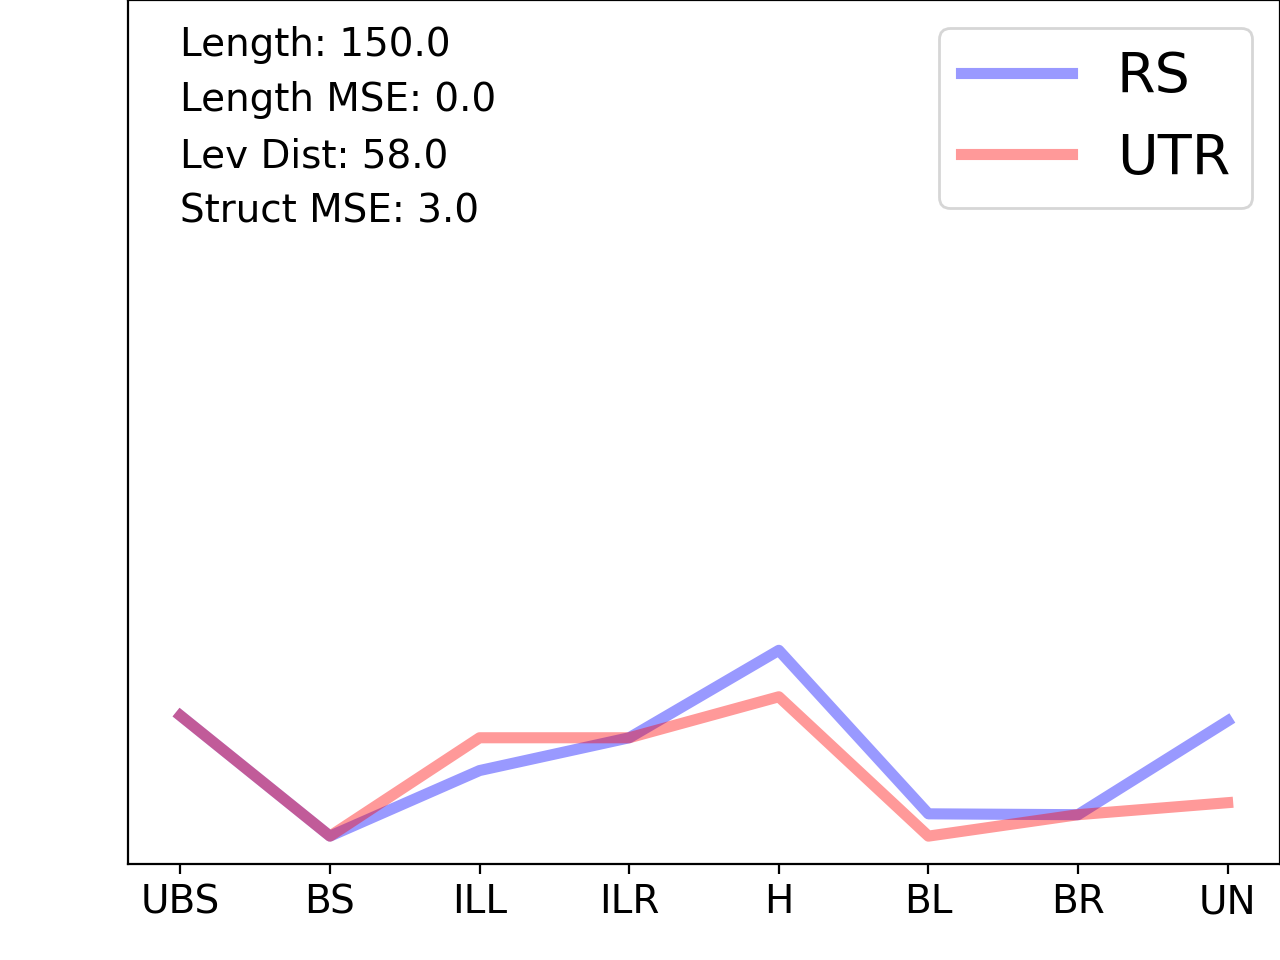 Length: 150.0
Length MSE: 0.0
Lev Dist: 58.0
Struct MSE: 3.0
RS
UTR
UBS BS ILL ILR H BL BR UN